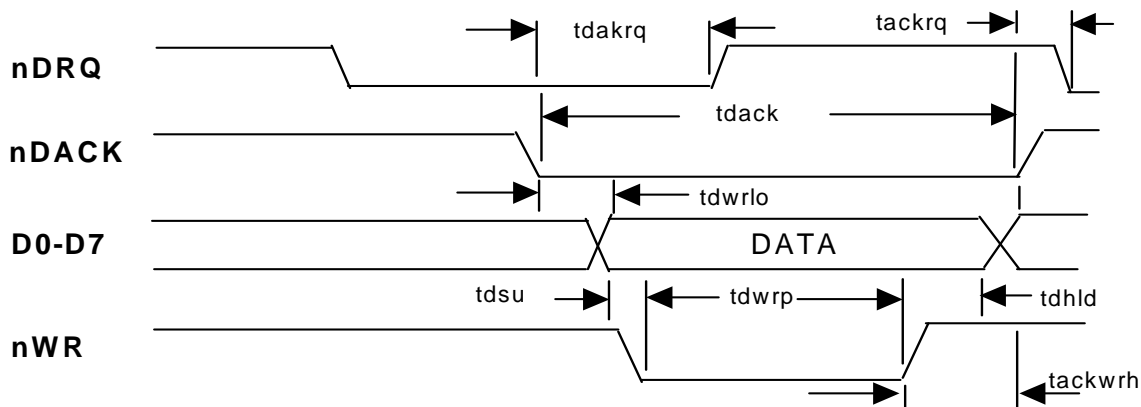 tdakrq
tackrq
nDRQ
tdack
nDACK
tdwrlo
D0-D7
DATA
tdsu
tdwrp
tdhld
nWR
tackwrh